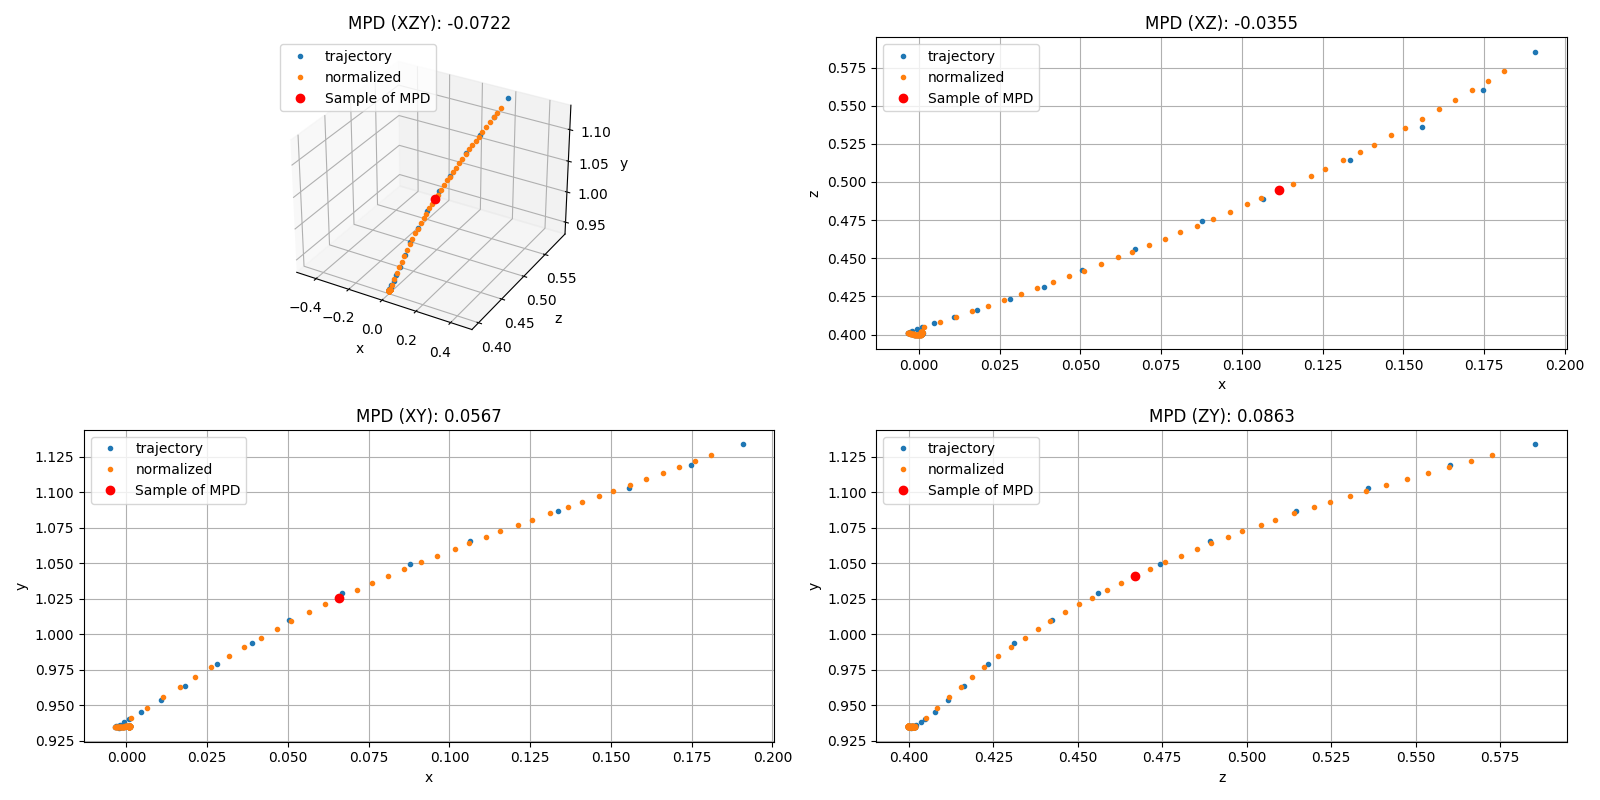 MPD (XZY): -0.0722
trajectory
normalized
Sample of MPD
1.10
1.05
1.00
0.95
y
0.55
0.50
0.45
0.40
z
−0.4
−0.2
0.0
0.2
0.4
x
MPD (XZ): -0.0355
trajectory
normalized
Sample of MPD
0.575
0.550
0.525
0.500
0.475
0.450
0.425
0.400
z
0.000 0.025 0.050 0.075 0.100 0.125 0.150 0.175 0.200
x
MPD (XY): 0.0567
trajectory
normalized
Sample of MPD
1.125
1.100
1.075
1.050
1.025
1.000
0.975
0.950
0.925
y
0.000 0.025 0.050 0.075 0.100 0.125 0.150 0.175 0.200
x
MPD (ZY): 0.0863
trajectory
normalized
Sample of MPD
1.125
1.100
1.075
1.050
1.025
1.000
0.975
0.950
0.925
y
0.400 0.425 0.450 0.475 0.500 0.525 0.550 0.575
z